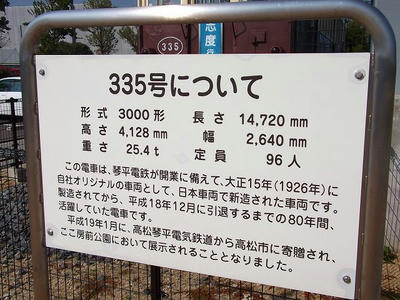 志度行
335
335号について
形式 3000形 長さ 14,720 mm
高さ 4,128 mm 幅 2,640 mm
重さ 25.4 t 定員 96 人
この電車は、琴平電鉄が開業に備えて、大正15年（1926年）に
自社オリジナルの車両として、日本車両で新造された車両です。
製造されてから、平成18年12月に引退するまでの80年間、
活躍していた電車です。
平成19年1月に、高松琴平電気鉄道から高松市に寄贈され、
ここ房前公園において展示されることとなりました。